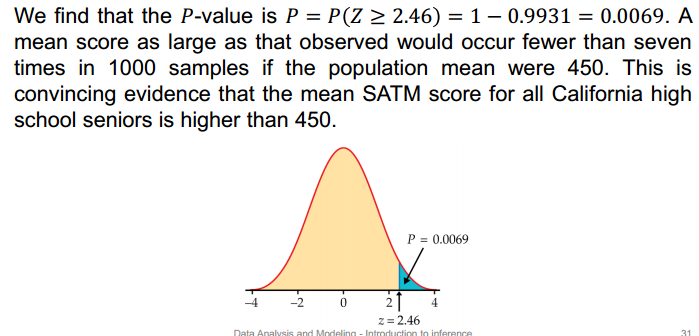 We find that the P-value is P = P(Z ≥ 2.46) = 1 − 0.9931 = 0.0069. A
mean score as large as that observed would occur fewer than seven
times in 1000 samples if the population mean were 450. This is
convincing evidence that the mean SATM score for all California high
school seniors is higher than 450.
P = 0.0069
−4 −2 0 2 4
z = 2.46
Data Analysis and Modeling - Introduction to inference 31